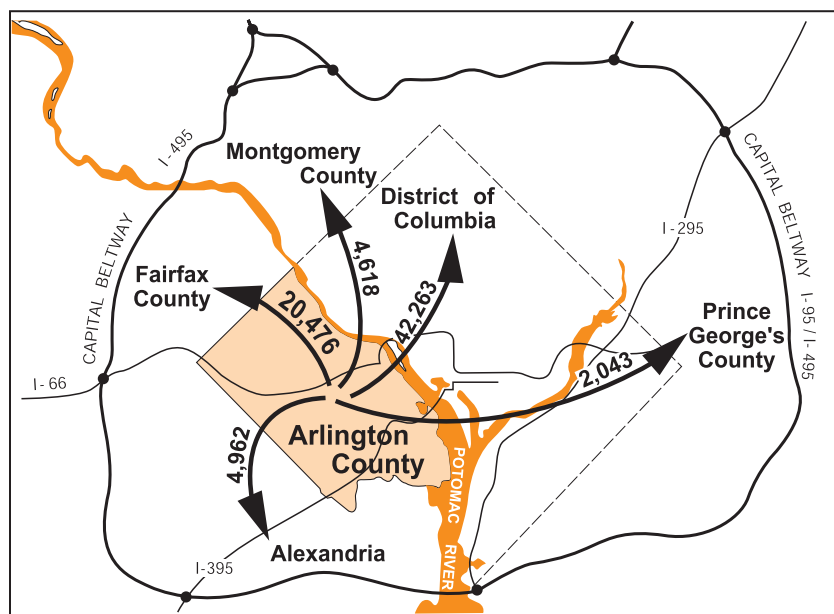 I-495
Montgomery
County
District of
Columbia
CAPITAL BELTWAY
I-295
4,618
Fairfax
County
20,476
42,263
CAPITAL BELTWAY
I-95 / I-495
Prince
George's
County
2,043
I-66
Arlington
County
4,962
POTOMAC
RIVER
Alexandria
I-395